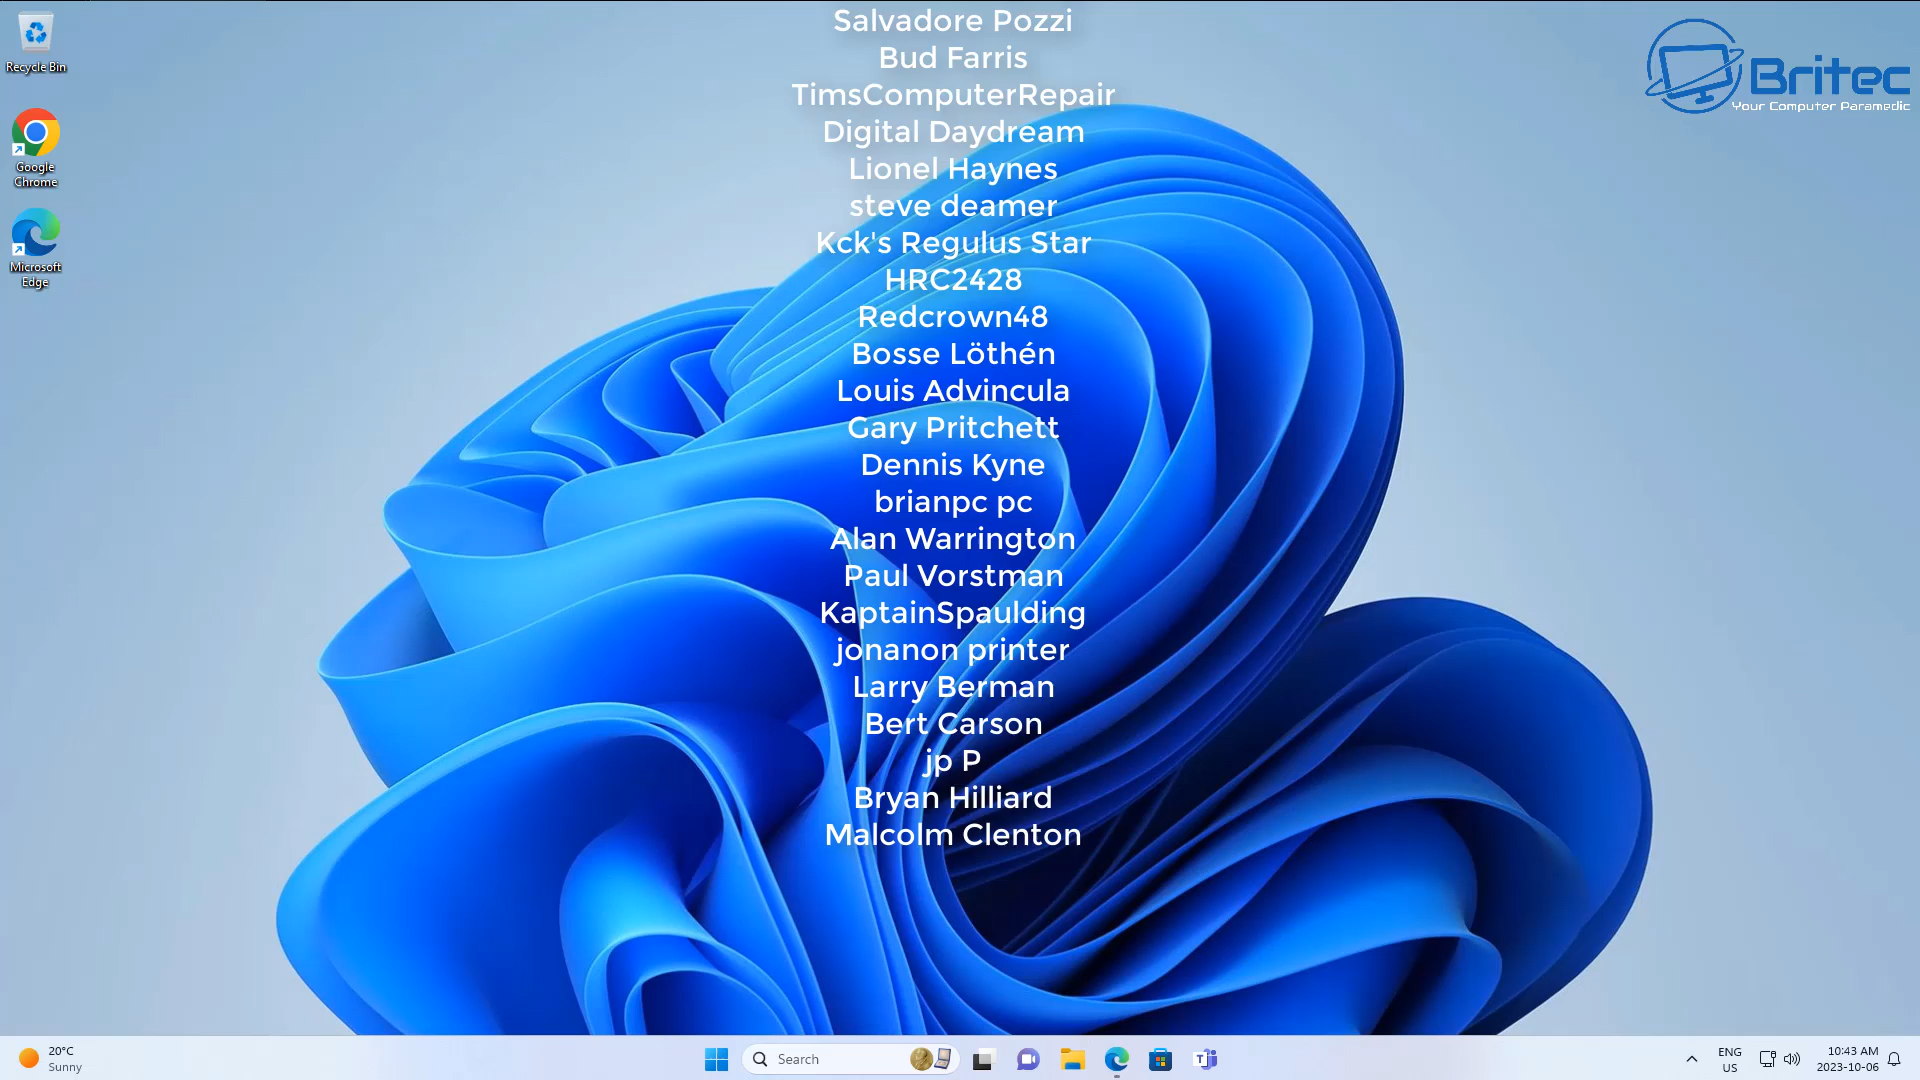 Salvadore Pozzi
Bud Farris
TimsComputerRepair
Digital Daydream
Lionel Haynes
steve deamer
Kck's Regulus Star
HRC2428
Redcrown48
Bosse Löthén
Louis Advincula
Gary Pritchett
Dennis Kyne
brianpc pc
Alan Warrington
Paul Vorstman
KaptainSpaulding
jonanon printer
Larry Berman
Bert Carson
jp P
Bryan Hilliard
Malcolm Clenton
Recycle Bin
Google
Chrome
Microsoft
Edge
Britec
Your Computer Paramedic
20°C
Sunny
Search
ENG
US
10:43 AM
2023-10-06